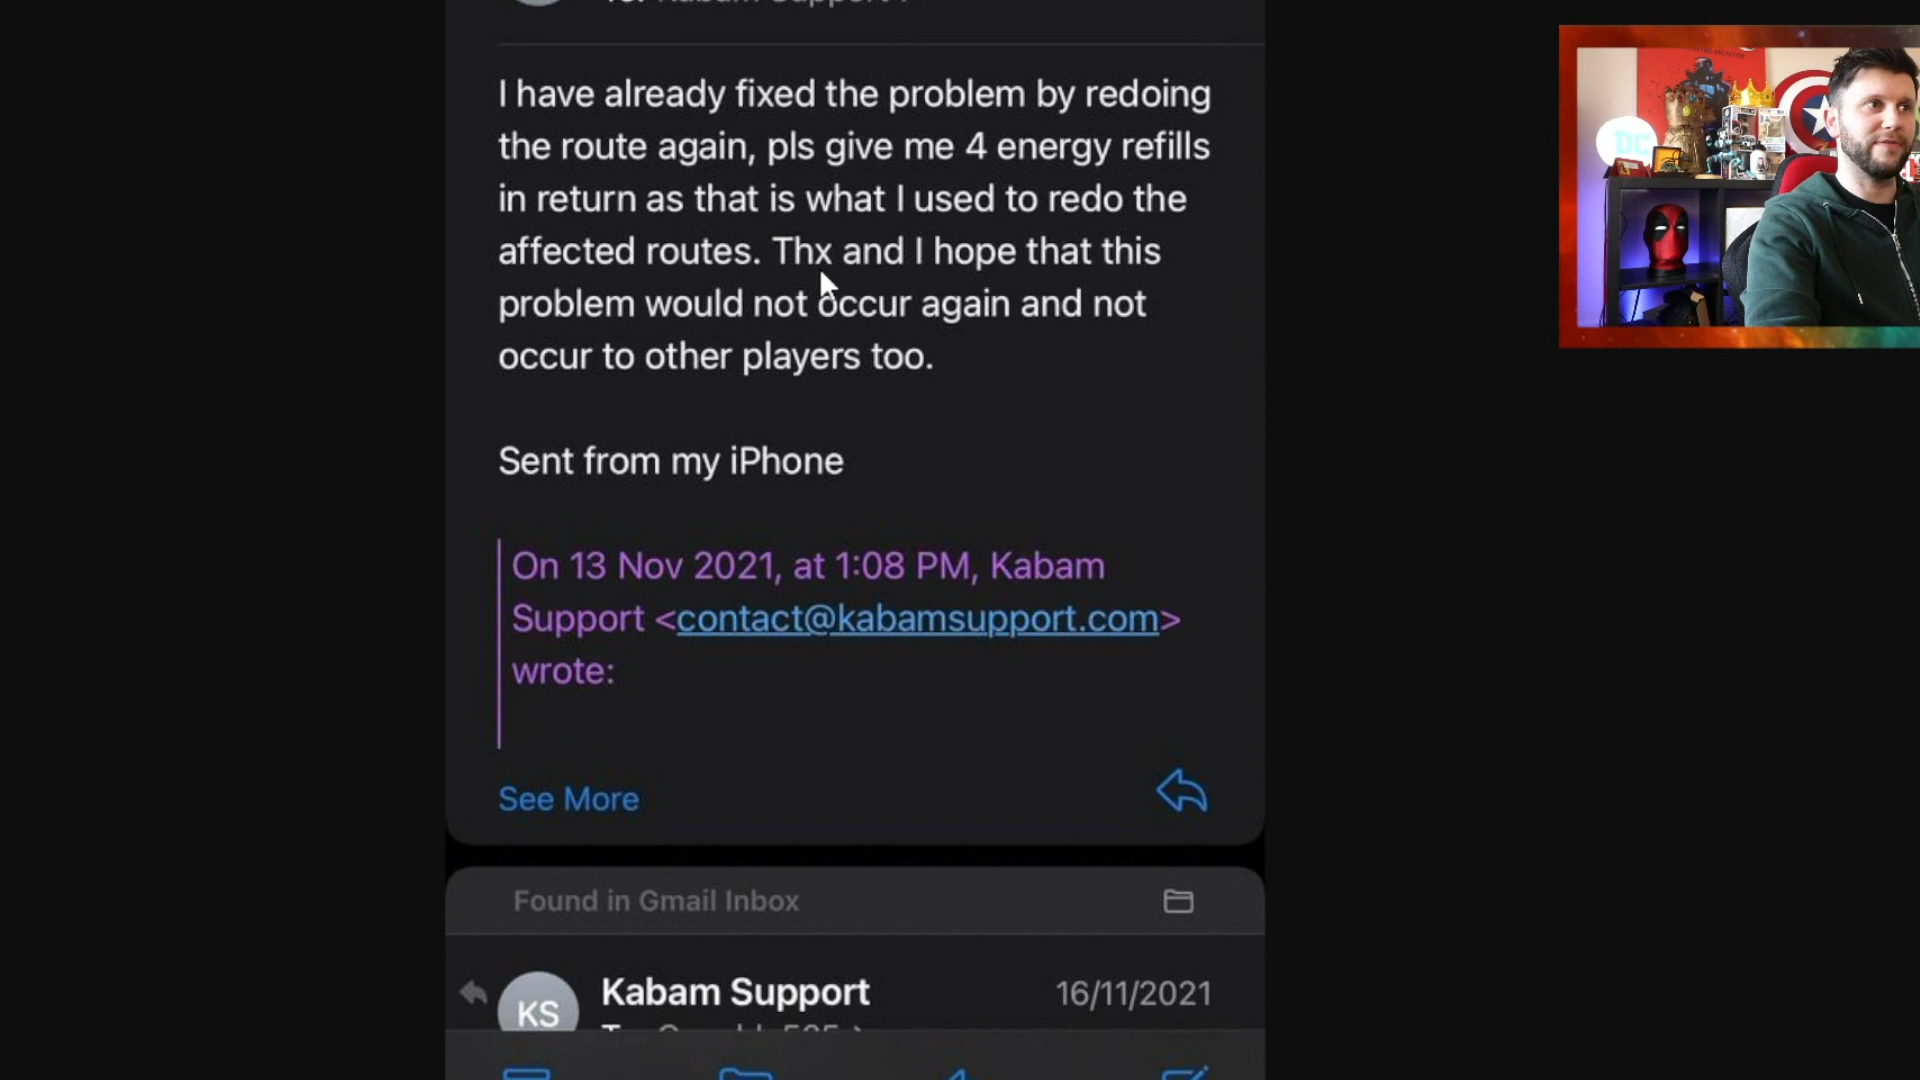 I have already fixed the problem by redoing
the route again, pls give me 4 energy refills
in return as that is what I used to redo the
affected routes. Thx and I hope that this
problem would not occur again and not
occur to other players too.
Sent from my iPhone
On 13 Nov 2021, at 1:08 PM, Kabam
Support <contact@kabamsupport.com>
wrote:
See More
Found in Gmail Inbox
KS
Kabam Support
16/11/2021
DC